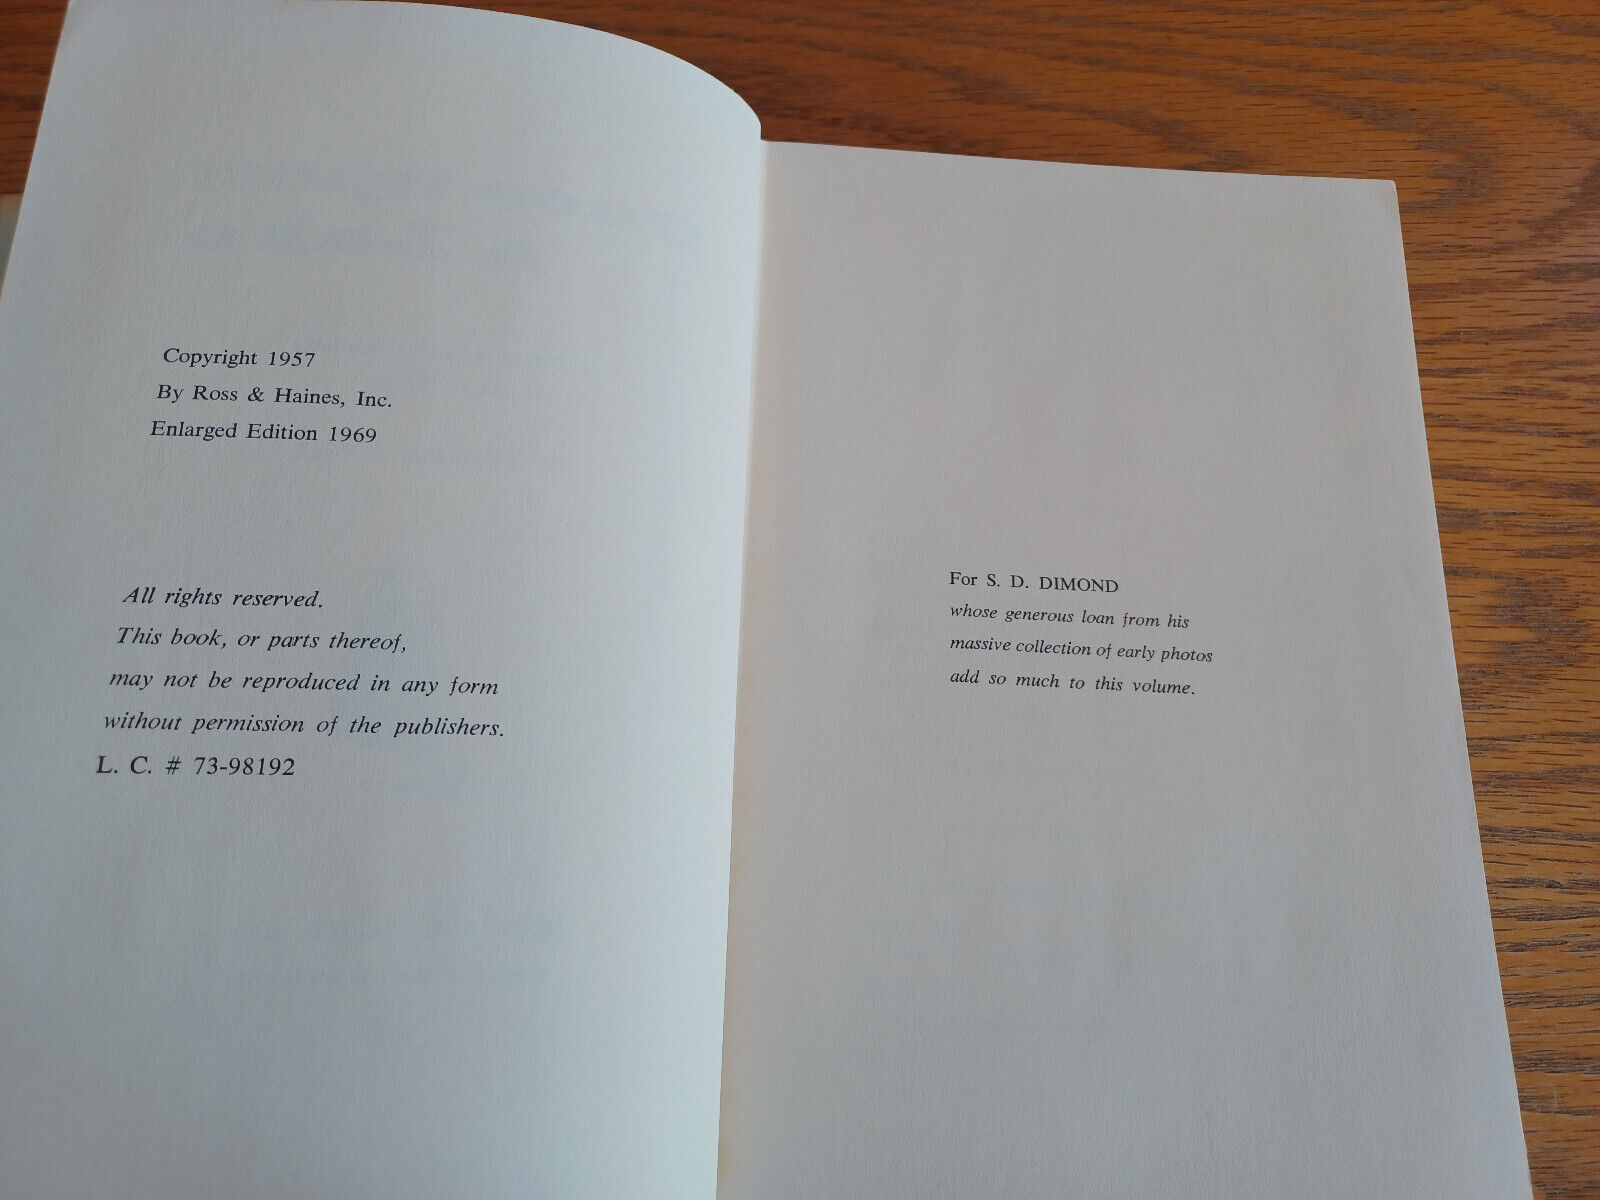 Copyright 1957
By Ross & Haines, Inc.
Enlarged Edition 1969
All rights reserved.
This book, or parts thereof,
may not be reproduced in any form
without permission of the publishers.
L. C. # 73-98192
For S. D. DIMOND
whose generous loan from his
massive collection of early photos
add so much to this volume.